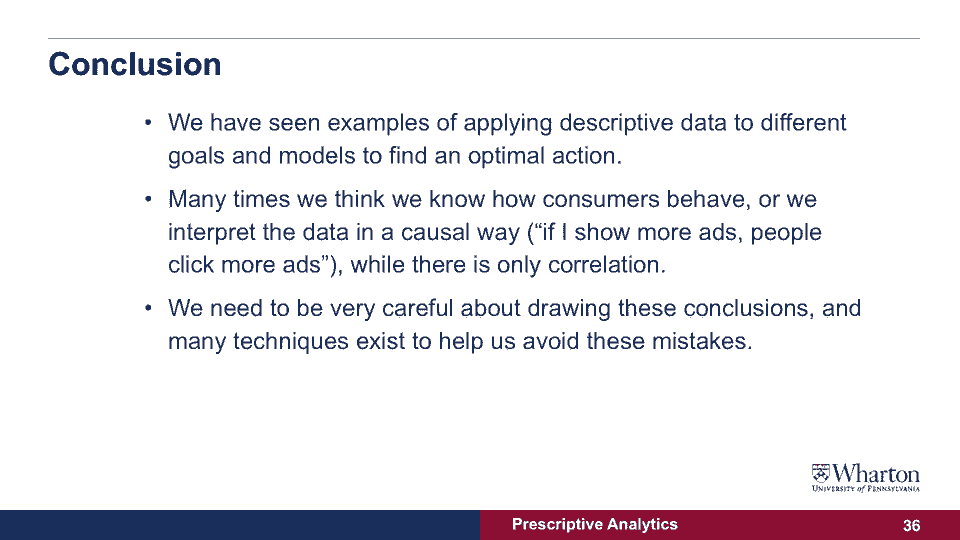 Conclusion
• We have seen examples of applying descriptive data to different
goals and models to find an optimal action.
• Many times we think we know how consumers behave, or we
interpret the data in a causal way (“if I show more ads, people
click more ads”), while there is only correlation.
• We need to be very careful about drawing these conclusions, and
many techniques exist to help us avoid these mistakes.
Wharton
University of Pennsylvania
Prescriptive Analytics
36